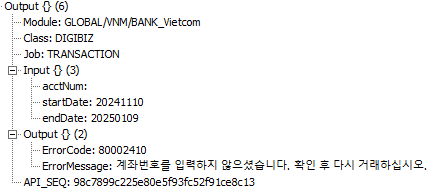 Output {} (6)
Module: GLOBAL/VNM/BANK_Vietcom
Class: DIGIBIZ
Job: TRANSACTION
Input {} (3)
acctNum:
startDate: 20241110
endDate: 20250109
Output {} (2)
ErrorCode: 80002410
ErrorMessage: 계좌번호를 입력하지 않으셨습니다. 확인 후 다시 거래하십시오.
API_SEQ: 98c7899c225e80e5f93fc52f91ce8c13